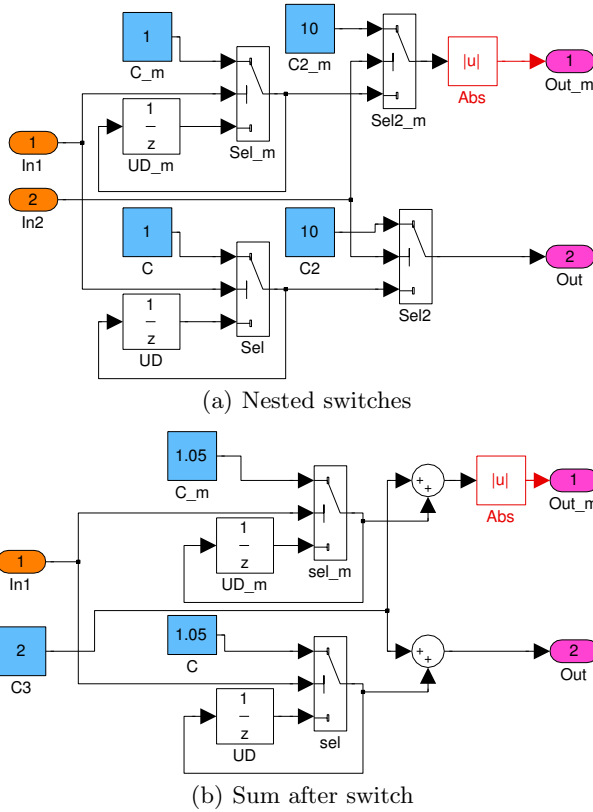 1
C_m
10
C2_m
|u|
Abs
1
Out_m
1
z
UD_m
Sel_m
Sel2_m
1
In1
2
In2
1
C
10
C2
2
Out
1
z
UD
Sel
Sel2
(a) Nested switches
1.05
C_m
+
+
|u|
Abs
1
Out_m
1
z
UD_m
sel_m
1
In1
2
C3
1.05
C
+
+
2
Out
1
z
UD
sel
(b) Sum after switch